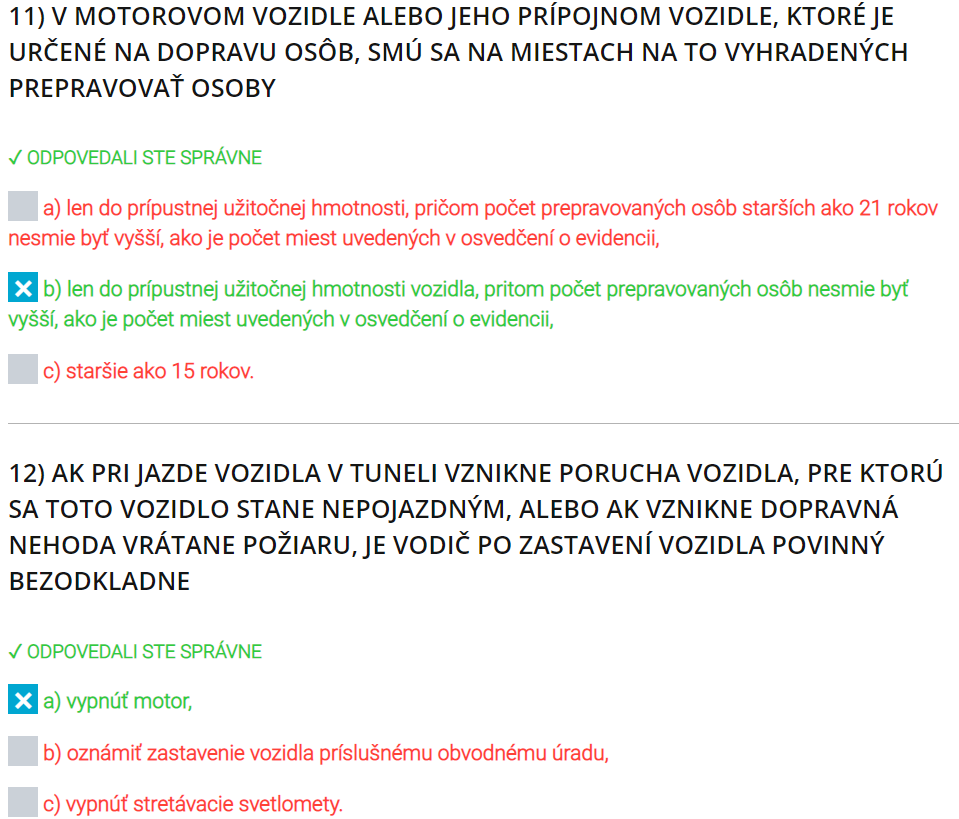 11) V MOTOROVOM VOZIDLE ALEBO JEHO PRÍPOJNOM VOZIDLE, KTORÉ JE
URČENÉ NA DOPRAVU OSÔB, SMÚ SA NA MIESTACH NA TO VYHRADENÝCH
PREPRAVOVAŤ OSOBY
✓ ODPOVEDALI STE SPRÁVNE
a) len do prípustnej užitočnej hmotnosti, pričom počet prepravovaných osôb starších ako 21 rokov
nesmie byť vyšší, ako je počet miest uvedených v osvedčení o evidencii,
b) len do prípustnej užitočnej hmotnosti vozidla, pritom počet prepravovaných osôb nesmie byť
vyšší, ako je počet miest uvedených v osvedčení o evidencii,
c) staršie ako 15 rokov.
12) AK PRI JAZDE VOZIDLA V TUNELI VZNIKNE PORUCHA VOZIDLA, PRE KTORÚ
SA TOTO VOZIDLO STANE NEPOJAZDNÝM, ALEBO AK VZNIKNE DOPRAVNÁ
NEHODA VRÁTANE POŽIARU, JE VODIČ PO ZASTAVENÍ VOZIDLA POVINNÝ
BEZODKLADNE
✓ ODPOVEDALI STE SPRÁVNE
a) vypnúť motor,
b) oznámiť zastavenie vozidla príslušnému obvodnému úradu,
c) vypnúť stretávacie svetlomety.